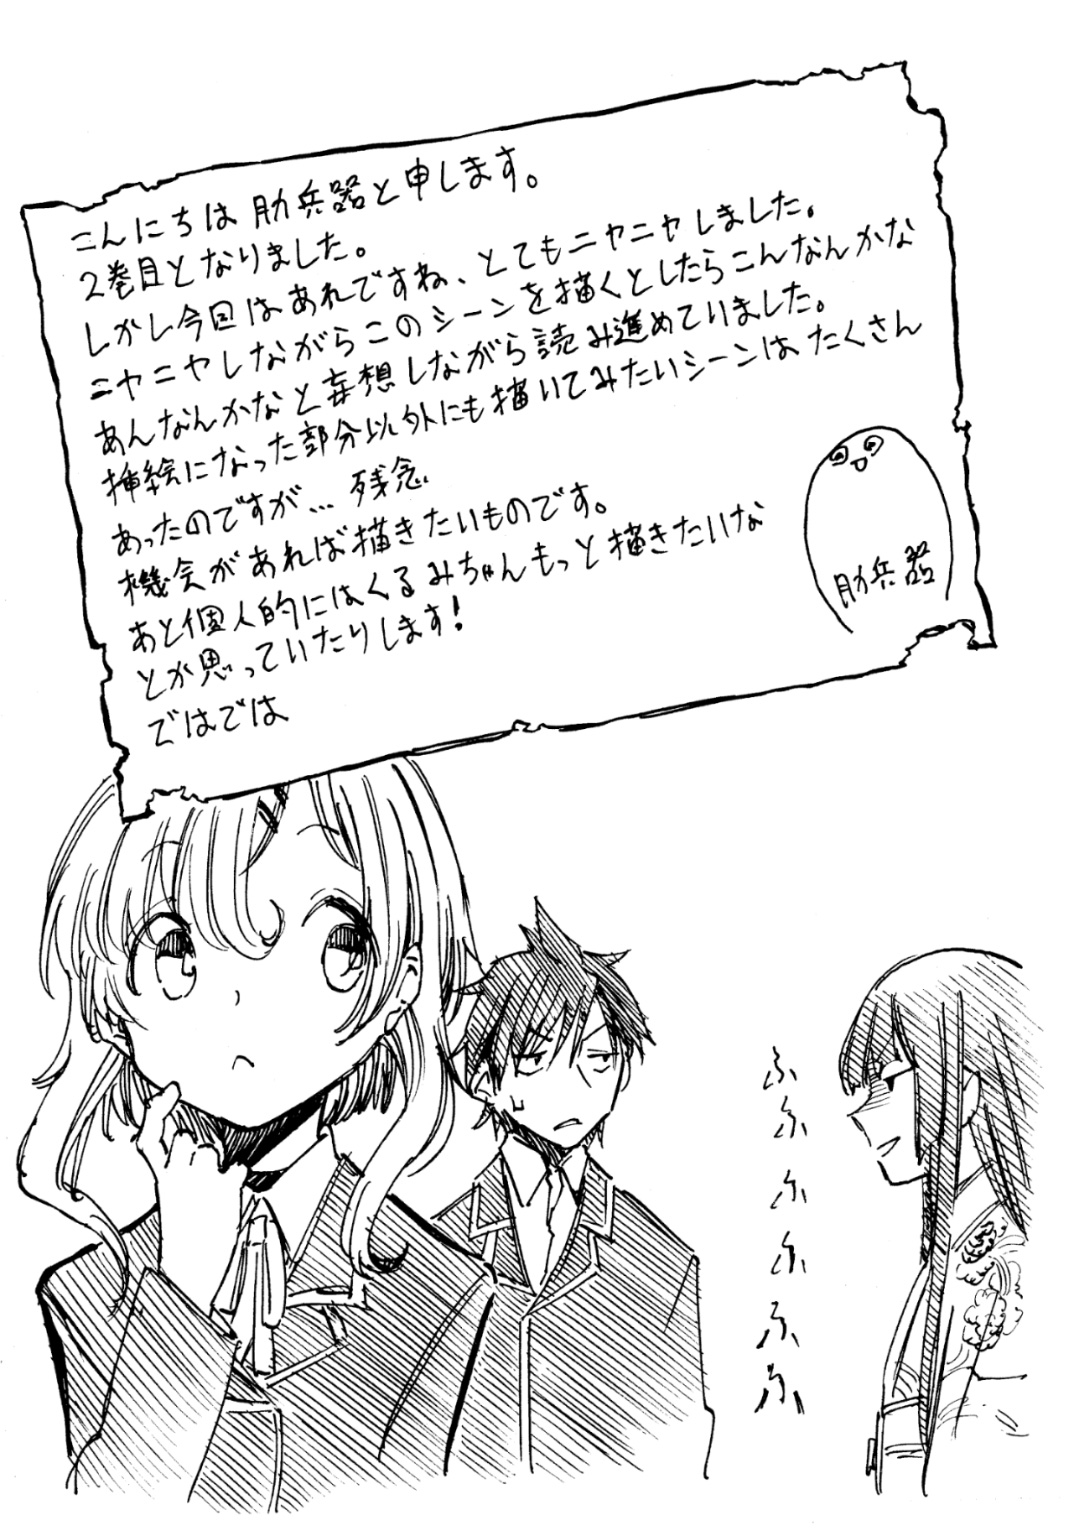 こんにちは肋兵器と申します。
2巻目となりました。
しかし今回はあれですね、とてもニヤニヤしました。
ニヤニヤしながらこのシーンを描くとしたらこんなんかな
あんなんかなと妄想しながら読み進めていました。
挿絵になった部分以外にも描いてみたいシーンはたくさん
あったのですが…残念
機会があれば描きたいものです。
あと個人的にはくるみちゃんもっと描きたいな
とか思っていたりします!
ではでは
肋兵器
ふふふふふふ